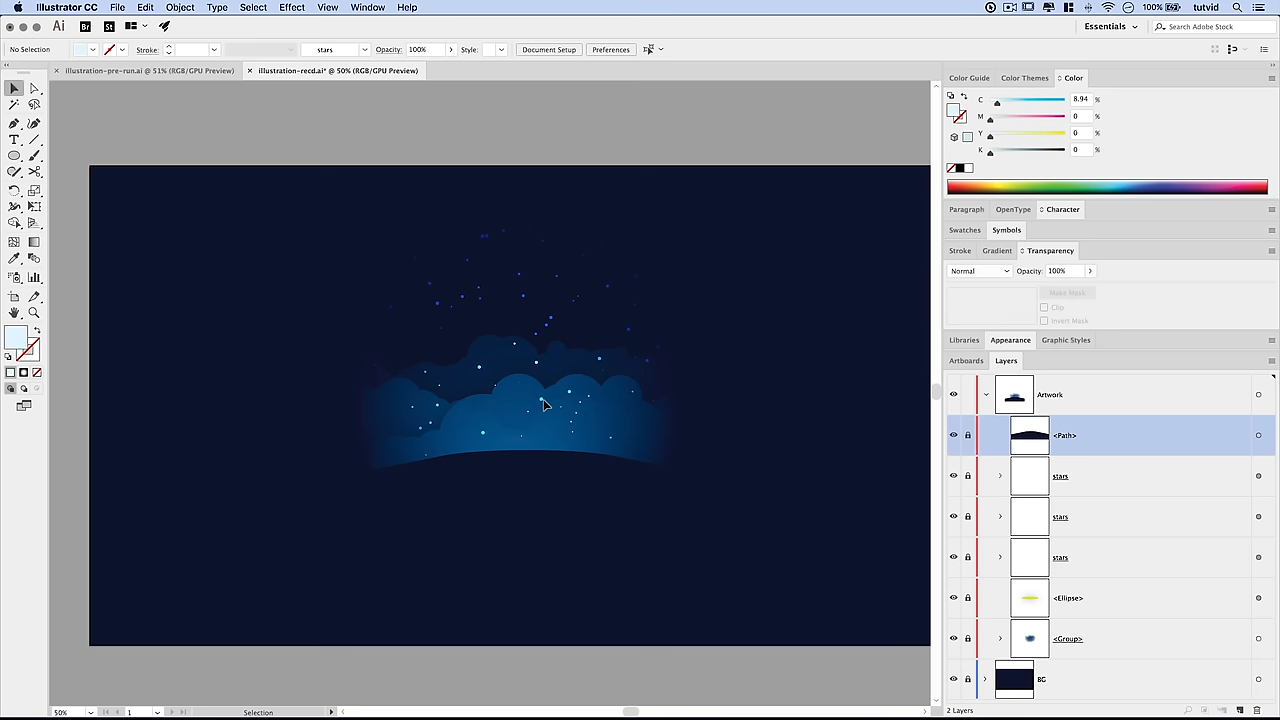 Illustrator CC File Edit Object Type Select Effect View Window Help 100% tutvid
Ai Br St Essentials Search Adobe Stock
No Selection Stroke: stars Opacity: 100% Style: Document Setup Preferences
illustration-pre-run.ai @ 51% (RGB/GPU Preview) illustration-recd.ai* @ 50% (RGB/GPU Preview)
Color Guide Color Themes Color
C 8.94 %
M 0 %
Y 0 %
K 0 %
Paragraph OpenType Character
Swatches Symbols
Stroke Gradient Transparency
Normal Opacity: 100%
Make Mask
Clip
Invert Mask
Libraries Appearance Graphic Styles
Artboards Layers
Artwork
<Path>
stars
stars
stars
<Ellipse>
<Group>
BG
50% 1 Selection
2 Layers